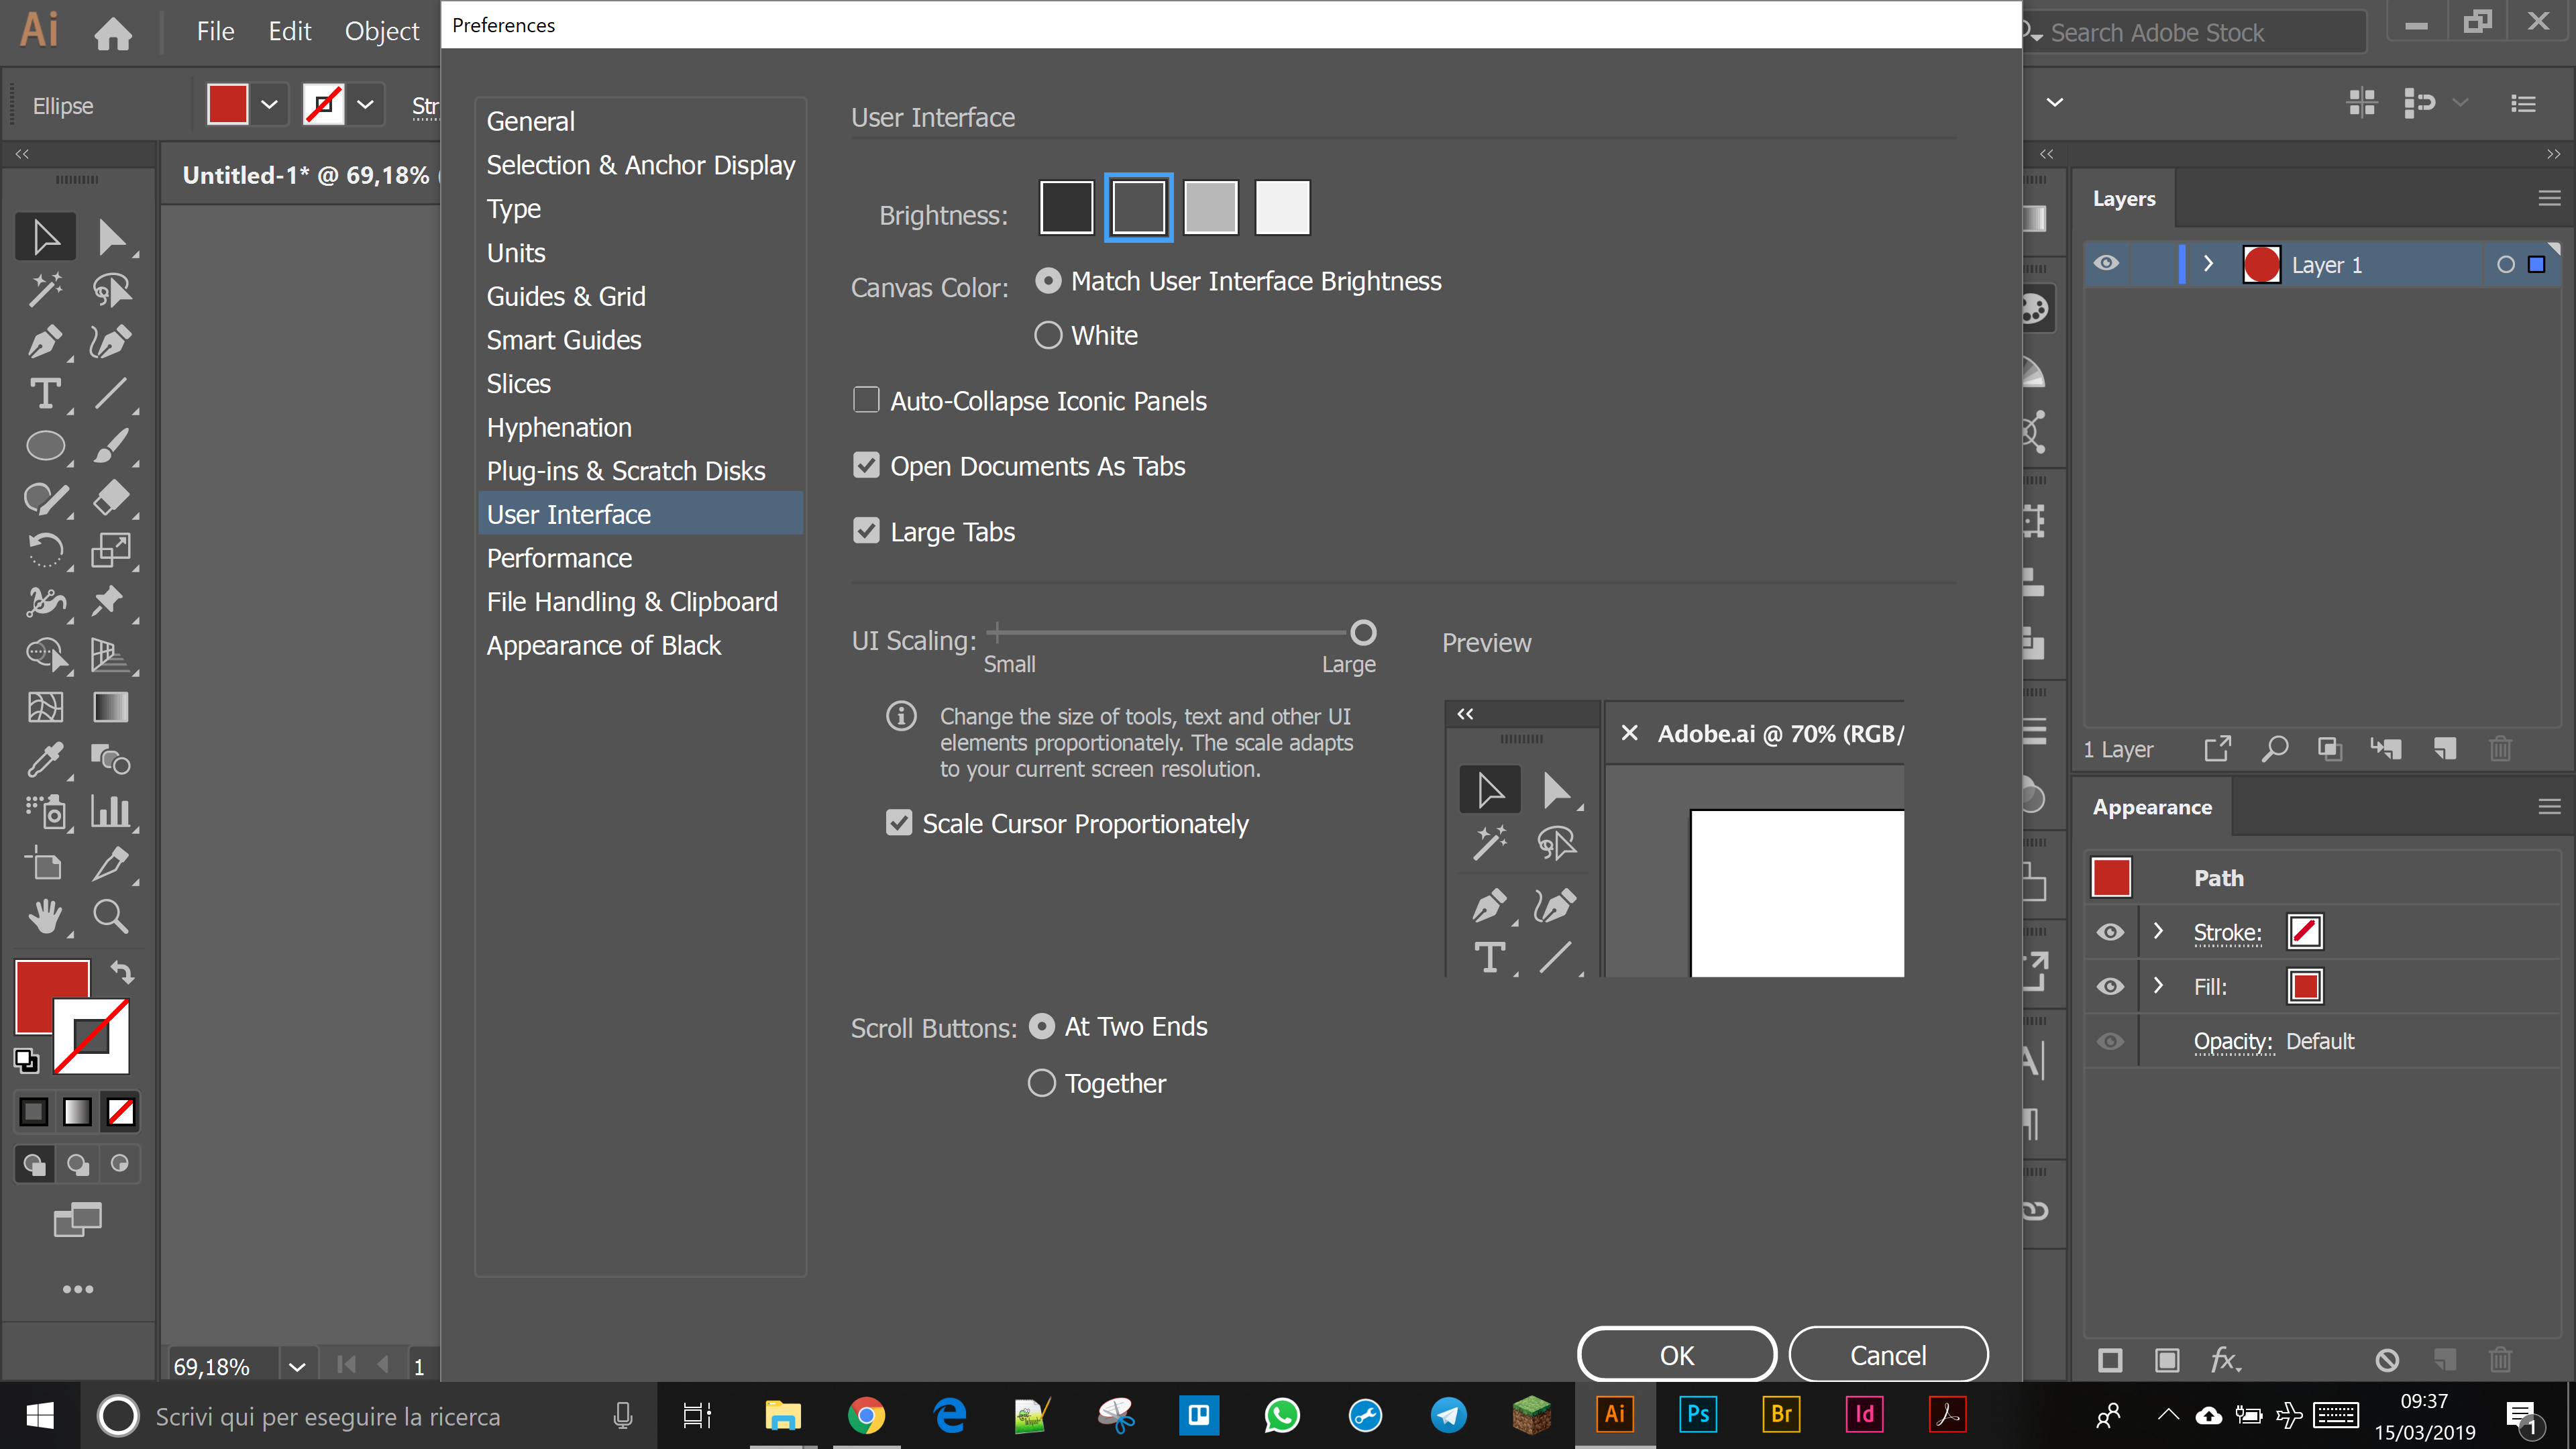 Ai File Edit Object
Preferences
Search Adobe Stock
Ellipse
Str
Untitled-1* @ 69,18%
General
Selection & Anchor Display
Type
Units
Guides & Grid
Smart Guides
Slices
Hyphenation
Plug-ins & Scratch Disks
User Interface
Performance
File Handling & Clipboard
Appearance of Black
User Interface
Brightness:
Canvas Color: Match User Interface Brightness
White
Auto-Collapse Iconic Panels
Open Documents As Tabs
Large Tabs
UI Scaling:
Small Large
Preview
Change the size of tools, text and other UI
elements proportionately. The scale adapts
to your current screen resolution.
Scale Cursor Proportionately
Adobe.ai @ 70% (RGB/
Scroll Buttons: At Two Ends
Together
OK Cancel
Layers
Layer 1
1 Layer
Appearance
Path
Stroke:
Fill:
Opacity: Default
fx
69,18% 1
Scrivi qui per eseguire la ricerca
Ai Ps Br Id
09:37
15/03/2019
1